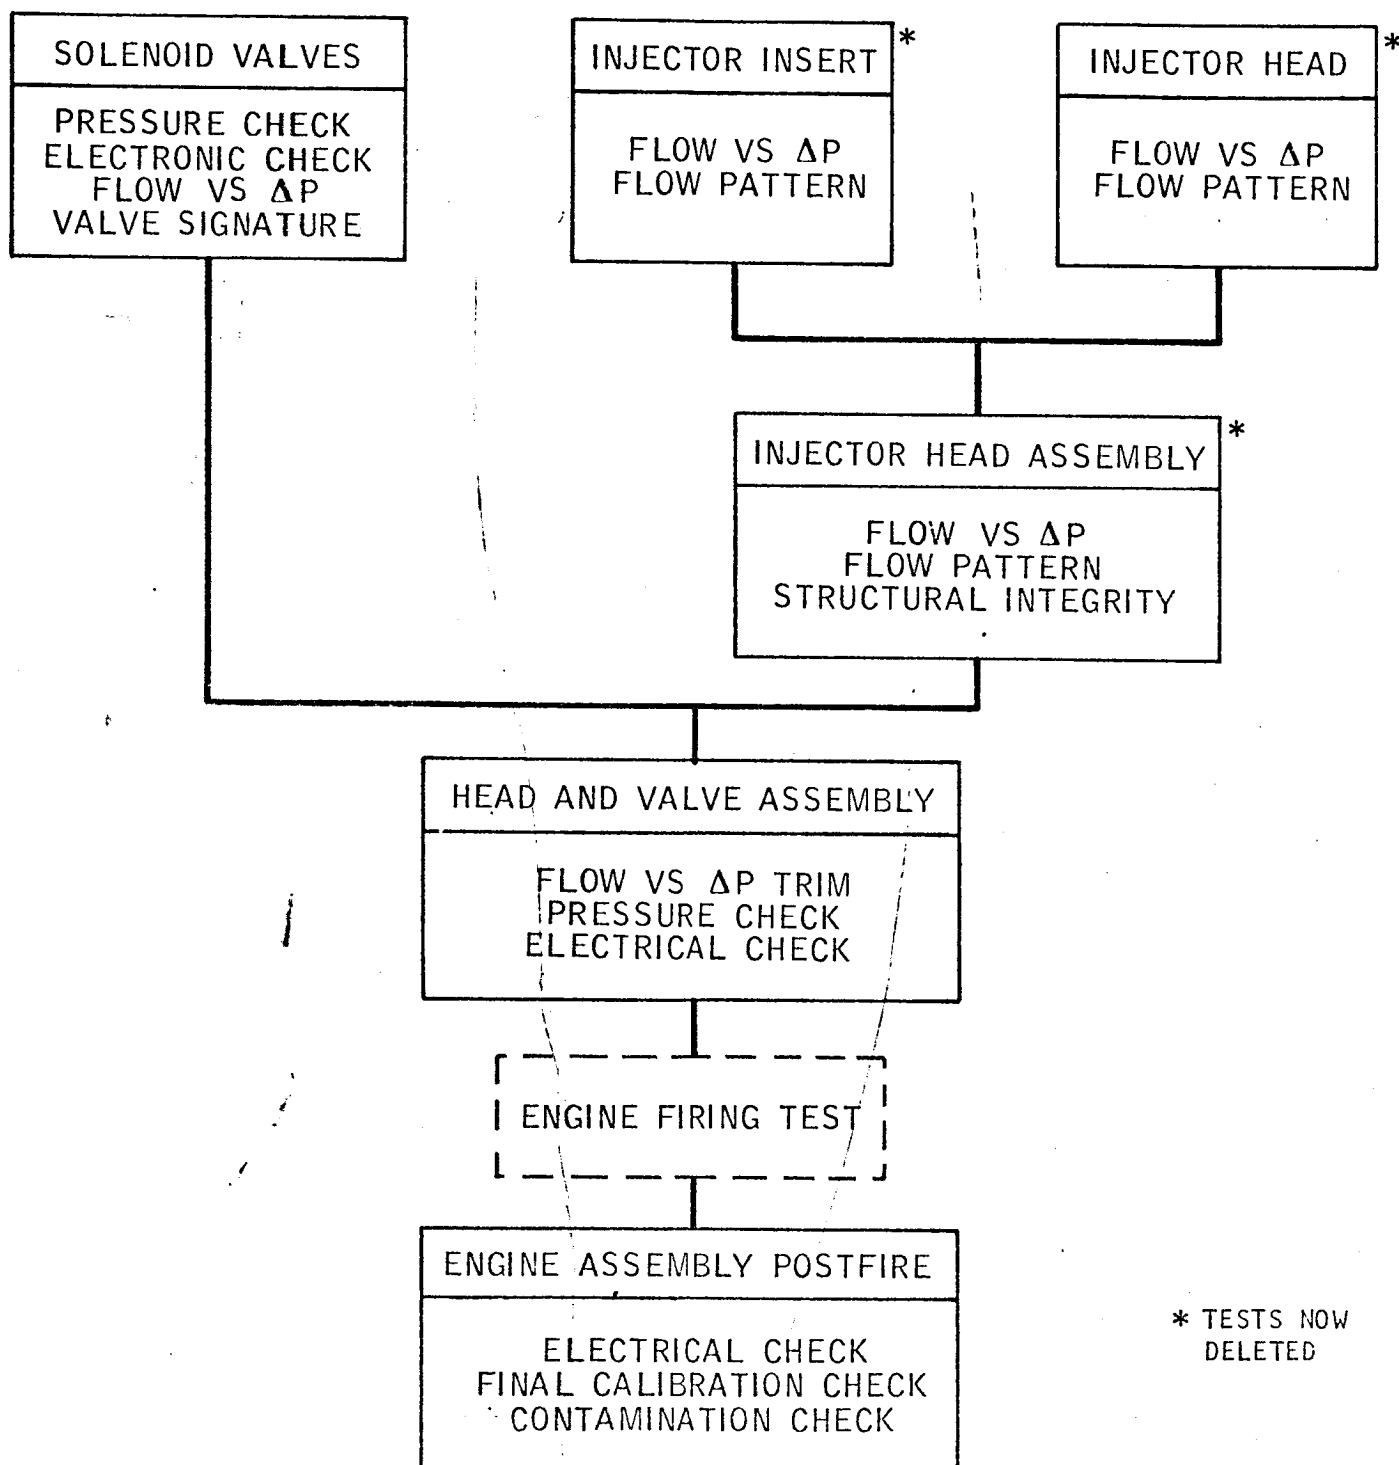 SOLENOID VALVES
PRESSURE CHECK
ELECTRONIC CHECK
FLOW VS ΔP
VALVE SIGNATURE
INJECTOR INSERT *
FLOW VS ΔP
FLOW PATTERN
INJECTOR HEAD *
FLOW VS ΔP
FLOW PATTERN
INJECTOR HEAD ASSEMBLY *
FLOW VS ΔP
FLOW PATTERN
STRUCTURAL INTEGRITY
HEAD AND VALVE ASSEMBLY
FLOW VS ΔP TRIM
PRESSURE CHECK
ELECTRICAL CHECK
ENGINE FIRING TEST
ENGINE ASSEMBLY POSTFIRE
ELECTRICAL CHECK
FINAL CALIBRATION CHECK
CONTAMINATION CHECK
* TESTS NOW
DELETED